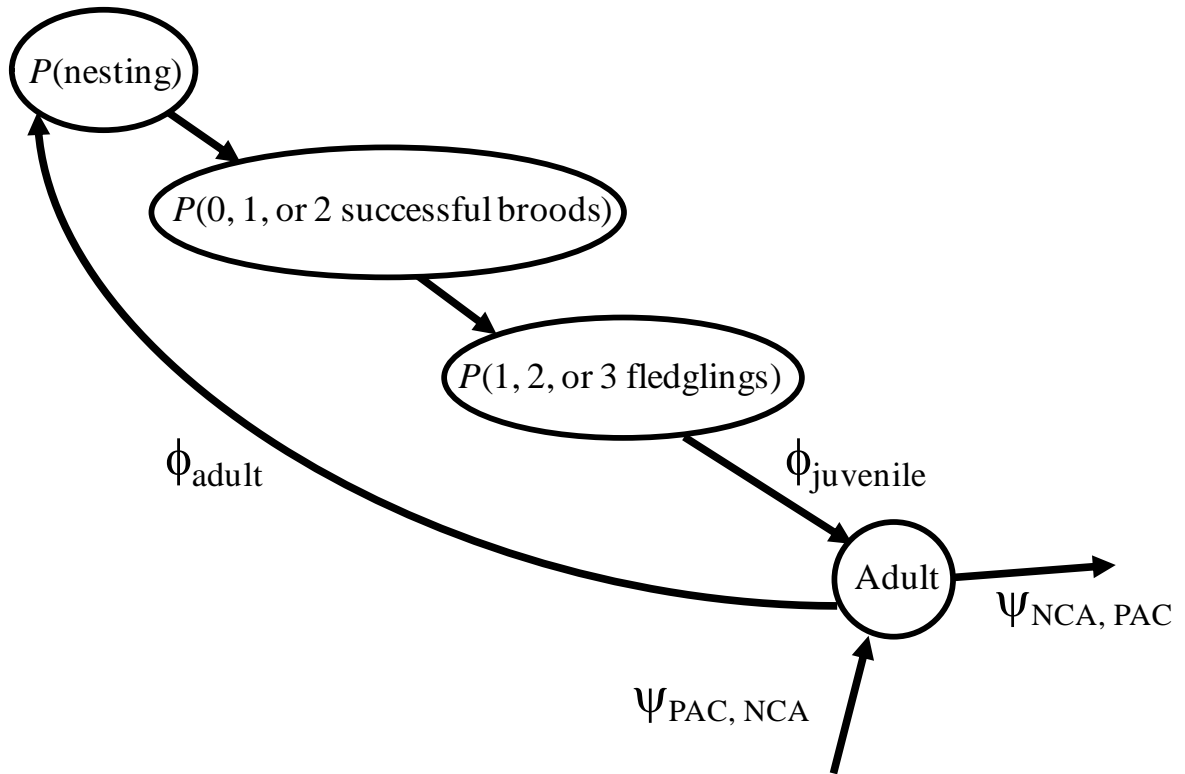 P(nesting)
P(0, 1, or 2 successful broods)
P(1, 2, or 3 fledglings)
ϕadult
ϕjuvenile
Adult
ΨNCA, PAC
ΨPAC, NCA